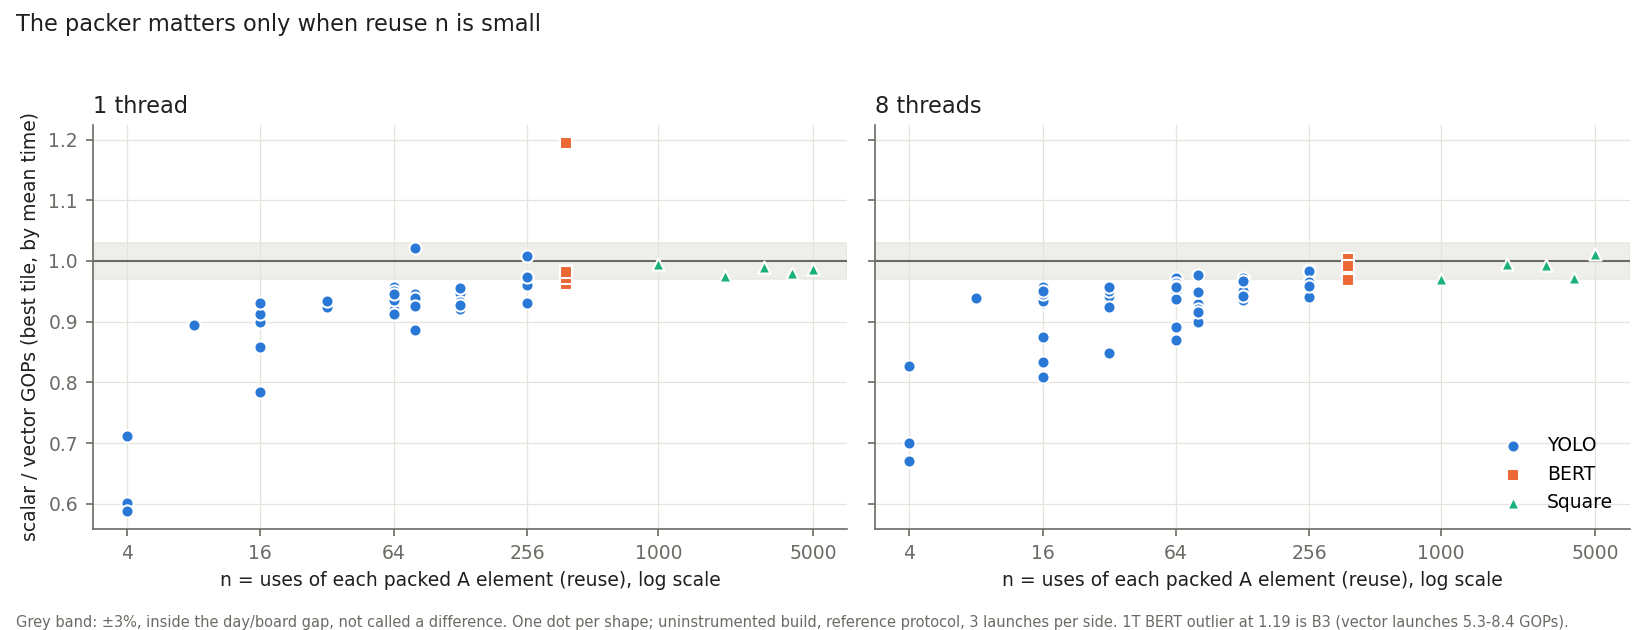 The packer matters only when reuse n is small
1 thread
8 threads
scalar / vector GOPs (best tile, by mean time)
1.2
1.1
1.0
0.9
0.8
0.7
0.6
YOLO
BERT
Square
4 16 64 256 1000 5000
4 16 64 256 1000 5000
n = uses of each packed A element (reuse), log scale
n = uses of each packed A element (reuse), log scale
Grey band: ±3%, inside the day/board gap, not called a difference. One dot per shape; uninstrumented build, reference protocol, 3 launches per side. 1T BERT outlier at 1.19 is B3 (vector launches 5.3-8.4 GOPs).